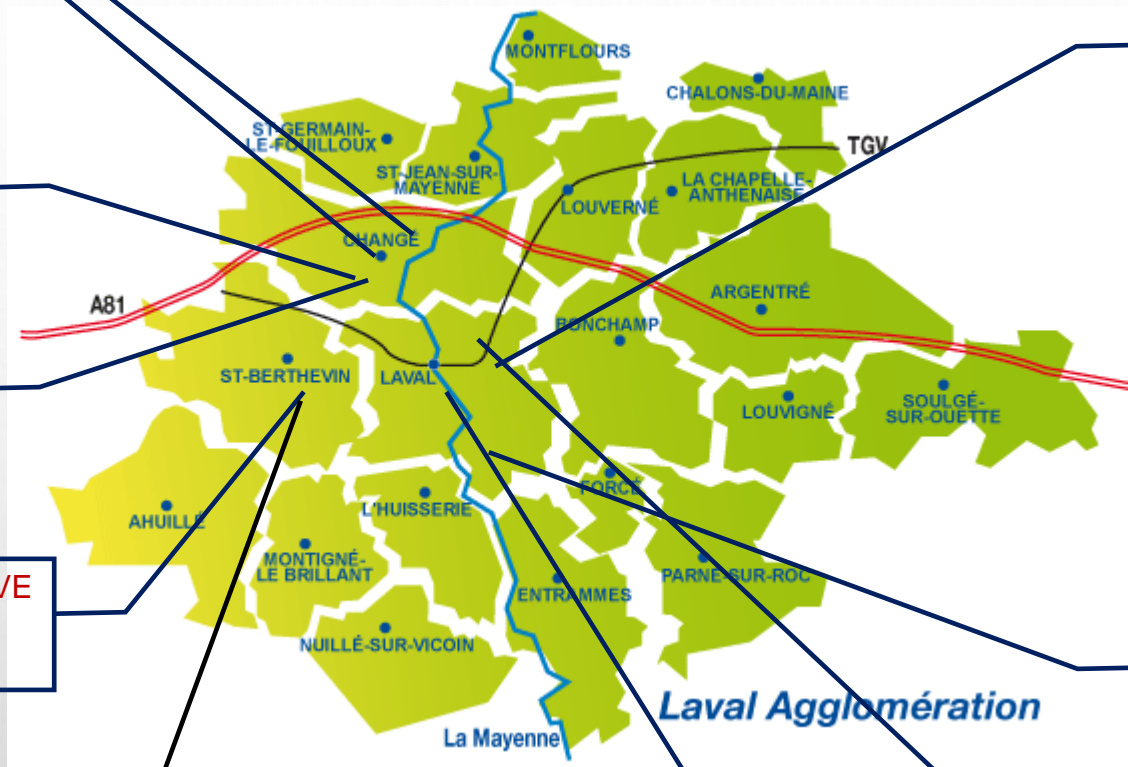 MONTFLOURS
CHALONS-DU-MAINE
ST-GERMAIN-
LE-FOUILLOUX
ST-JEAN-SUR-
MAYENNE
TGV
LA CHAPELLE-
ANTHENAISE
LOUVERNÉ
CHANGÉ
A81
ARGENTRÉ
BONCHAMP
ST-BERTHEVIN
LAVAL
LOUVIGNÉ
SOULGÉ-
SUR-OUETTE
FORCÉ
L'HUISSERIE
AHUILLÉ
MONTIGNÉ-
LE BRILLANT
PARNÉ-SUR-ROC
VE
ENTRAMMES
NUILLÉ-SUR-VICOIN
Laval Agglomération
La Mayenne